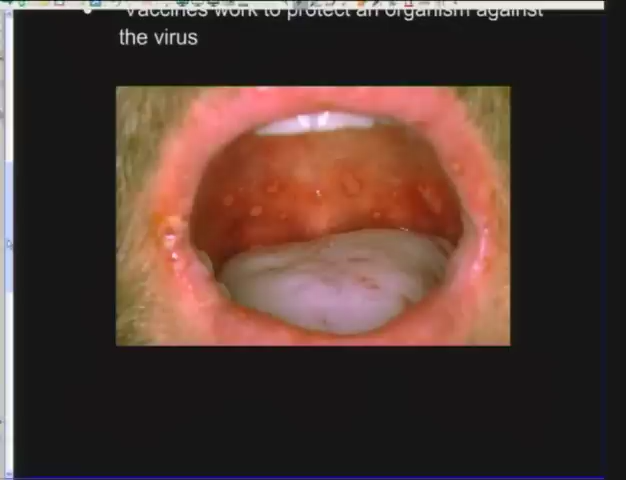 Vaccines work to protect an organism against
the virus